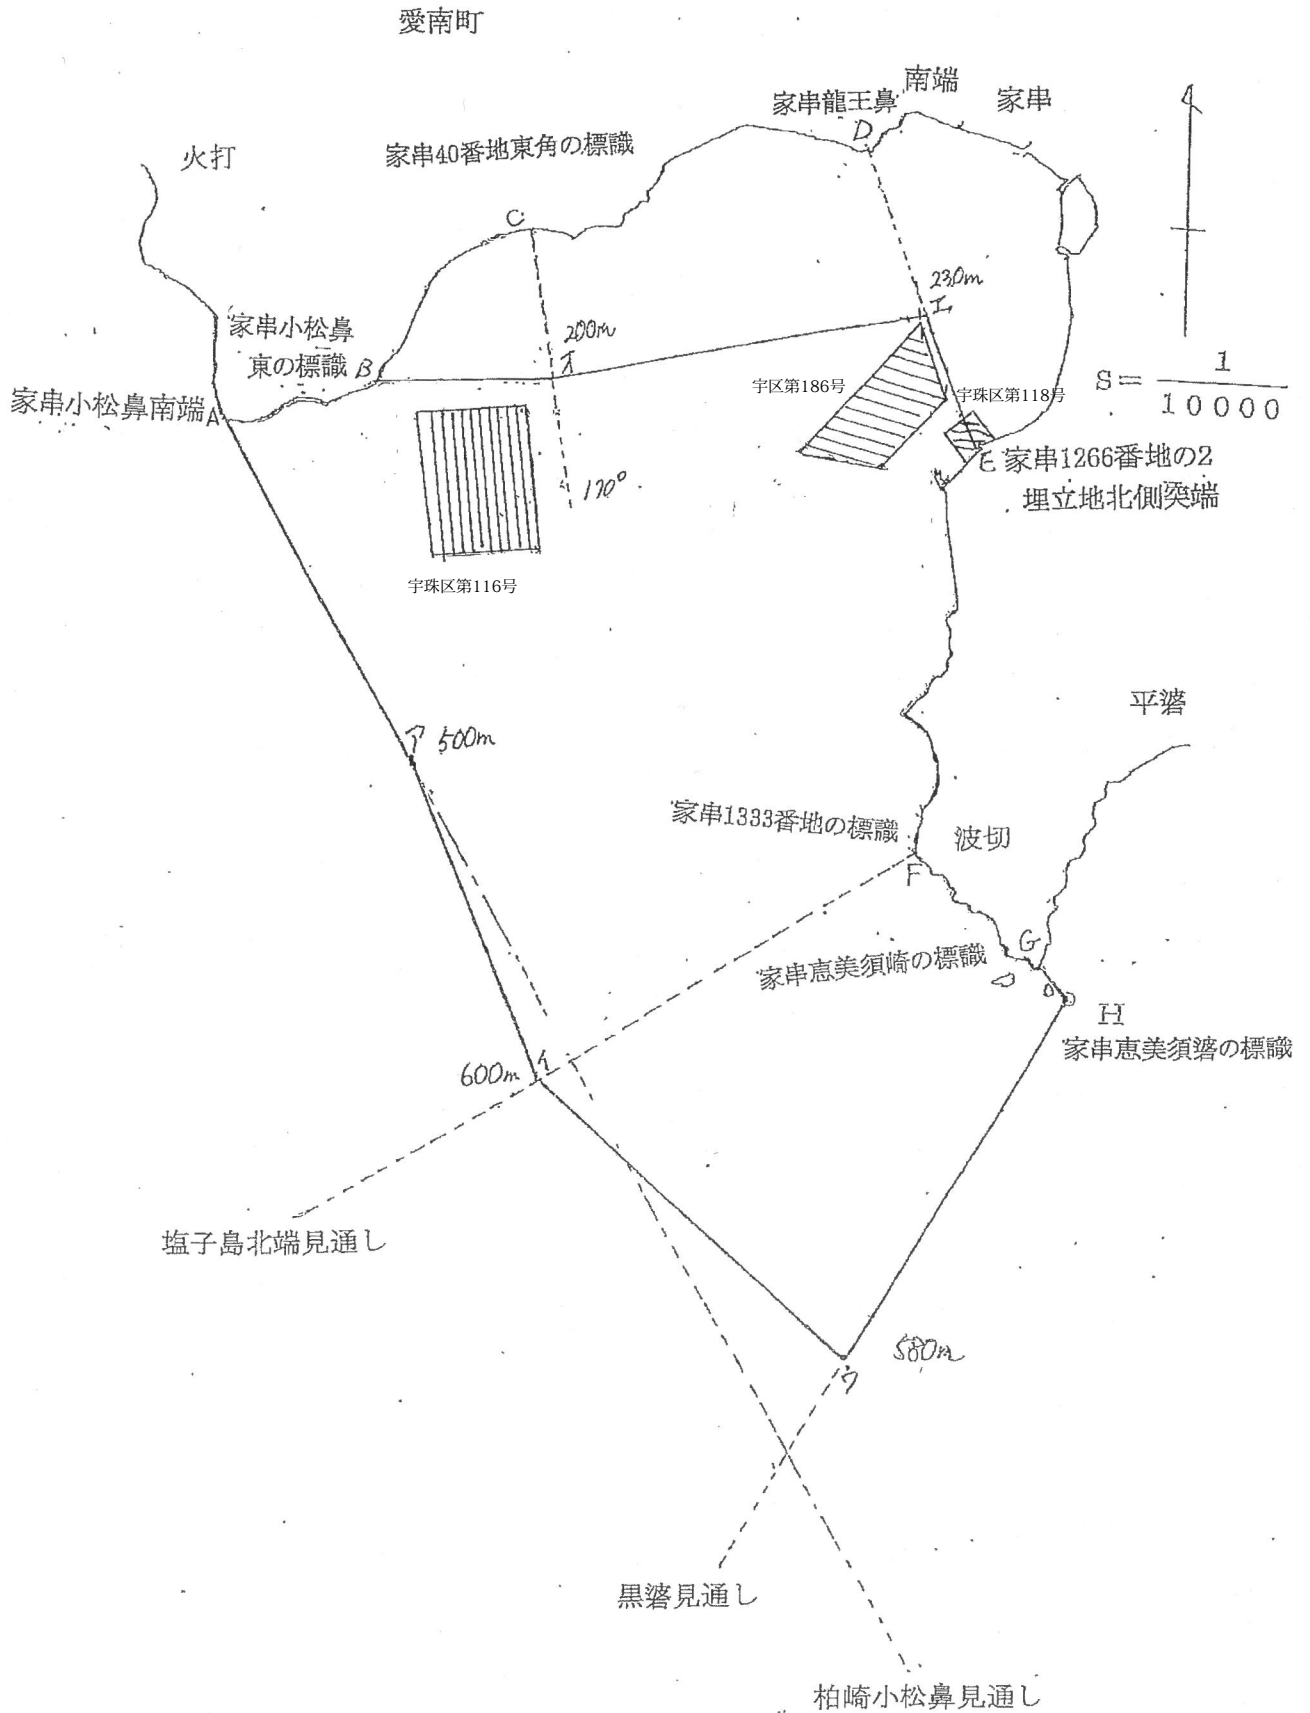 愛南町
南端
家串龍王鼻
家串
D
火打
家串40番地東角の標識
C
230m
エ
家串小松鼻
東の標識
B
200m
オ
宇区第186号
宇珠区第118号
S= 1
10000
家串小松鼻南端
A
E
家串1266番地の2
埋立地北側突端
170°
宇珠区第116号
平碆
ア
500m
家串1333番地の標識
波切
F
G
家串恵美須崎の標識
H
家串恵美須碆の標識
600m
イ
塩子島北端見通し
580m
ウ
黒碆見通し
柏崎小松鼻見通し